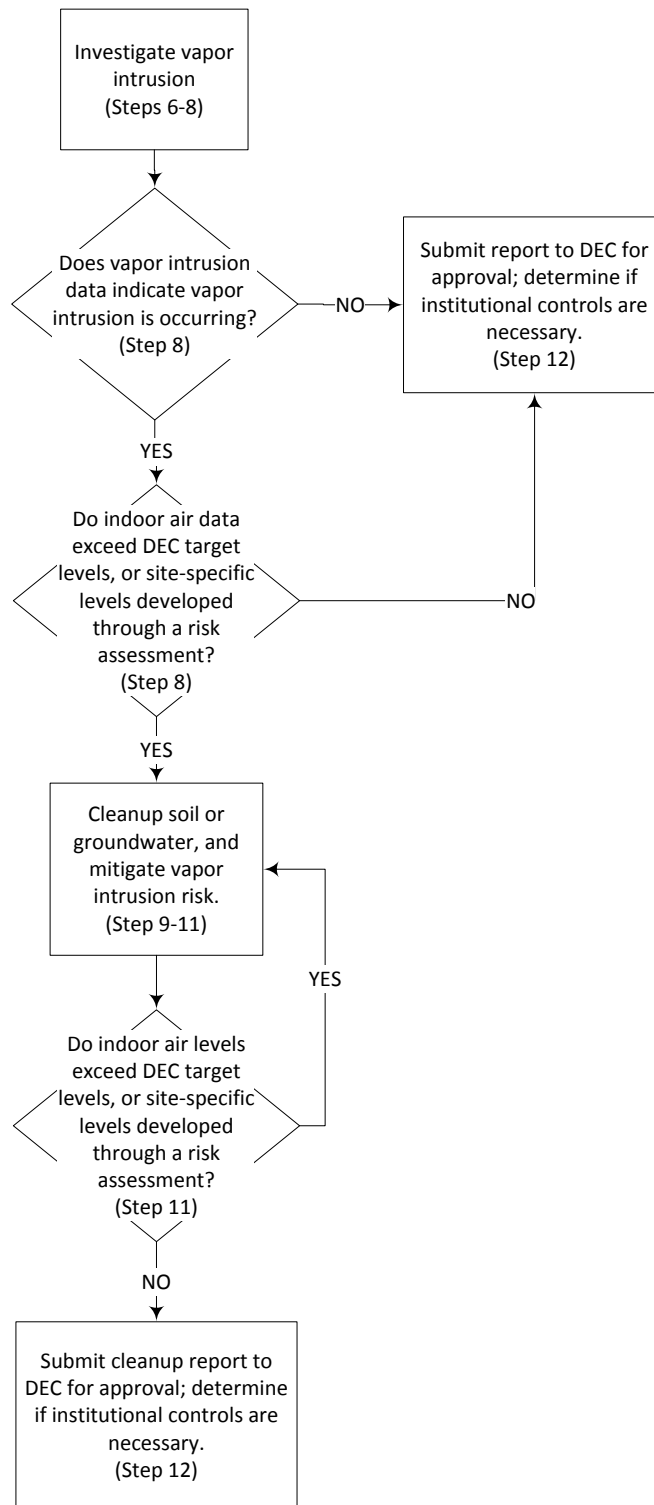 Investigate vapor
intrusion
(Steps 6-8)
Does vapor intrusion
data indicate vapor
intrusion is occurring?
(Step 8)
NO
Submit report to DEC for
approval; determine if
institutional controls are
necessary.
(Step 12)
YES
Do indoor air data
exceed DEC target
levels, or site-specific
levels developed
through a risk
assessment?
(Step 8)
NO
YES
Cleanup soil or
groundwater, and
mitigate vapor
intrusion risk.
(Step 9-11)
YES
Do indoor air levels
exceed DEC target
levels, or site-specific
levels developed
through a risk
assessment?
(Step 11)
NO
Submit cleanup report to
DEC for approval; determine
if institutional controls are
necessary.
(Step 12)